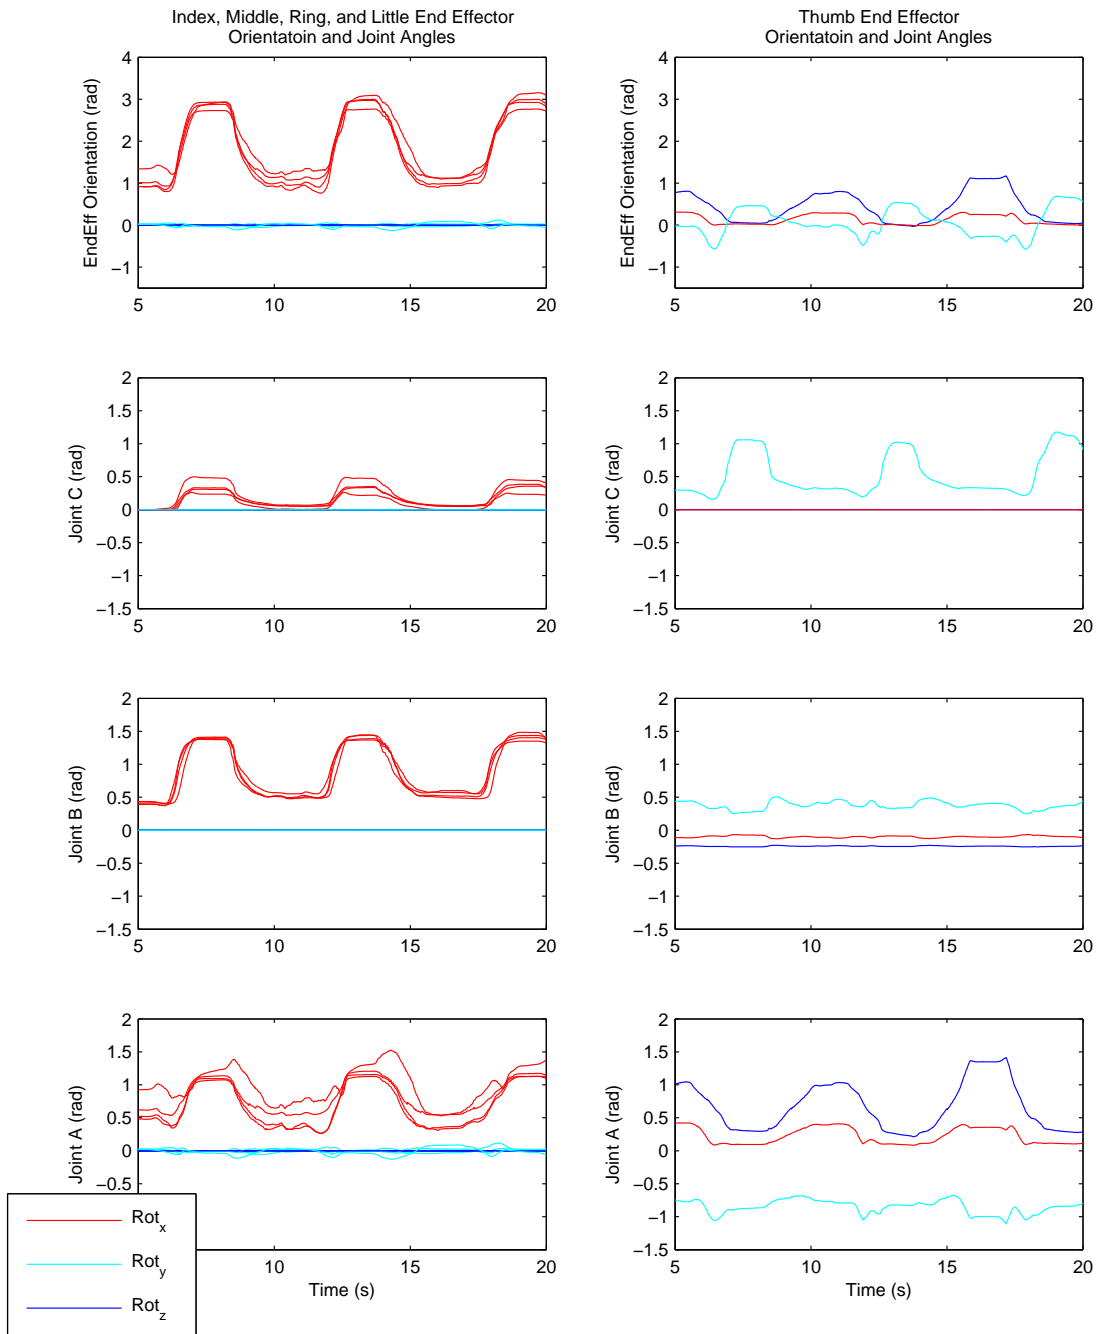 Index, Middle, Ring, and Little End Effector
Orientatoin and Joint Angles
4
3
2
1
0
−1
EndEff Orientation (rad)
5 10 15 20
Thumb End Effector
Orientatoin and Joint Angles
4
3
2
1
0
−1
EndEff Orientation (rad)
5 10 15 20
2
1.5
1
0.5
0
−0.5
−1
−1.5
Joint C (rad)
5 10 15 20
2
1.5
1
0.5
0
−0.5
−1
−1.5
Joint C (rad)
5 10 15 20
2
1.5
1
0.5
0
−0.5
−1
−1.5
Joint B (rad)
5 10 15 20
2
1.5
1
0.5
0
−0.5
−1
−1.5
Joint B (rad)
5 10 15 20
2
1.5
1
0.5
0
−0.5
Joint A (rad)
10 15 20
Time (s)
2
1.5
1
0.5
0
−0.5
−1
−1.5
Joint A (rad)
5 10 15 20
Time (s)
Rot_x
Rot_y
Rot_z